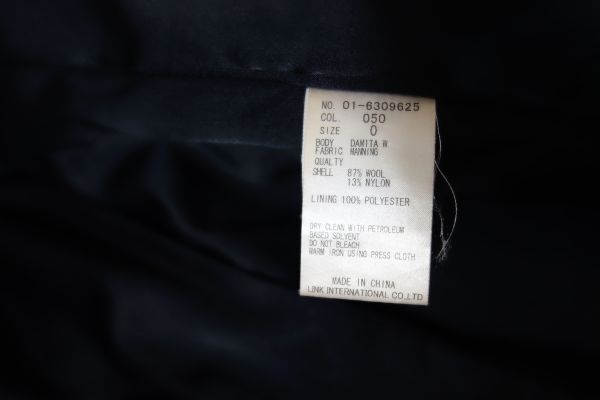 NO. 01-6309625
COL. 050
SIZE 0
BODY DAMITA W
FABRIC MANNING
QUALTY
SHELL 87% WOOL
13% NYLON
LINING 100% POLYESTER
DRY CLEAN WITH PETROLEUM
BASED SOLVENT
DO NOT BLEACH
WARM IRON USING PRESS CLOTH
MADE IN CHINA
LINK INTERNATIONAL CO.,LTD